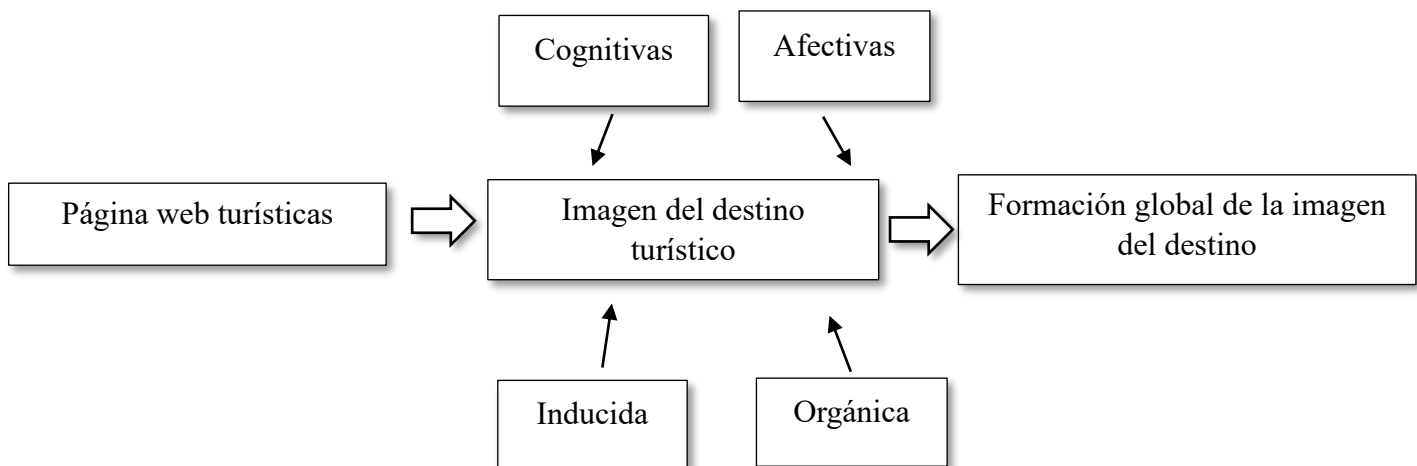 Cognitivas
Afectivas
Página web turísticas
Imagen del destino
turístico
Formación global de la imagen
del destino
Inducida
Orgánica